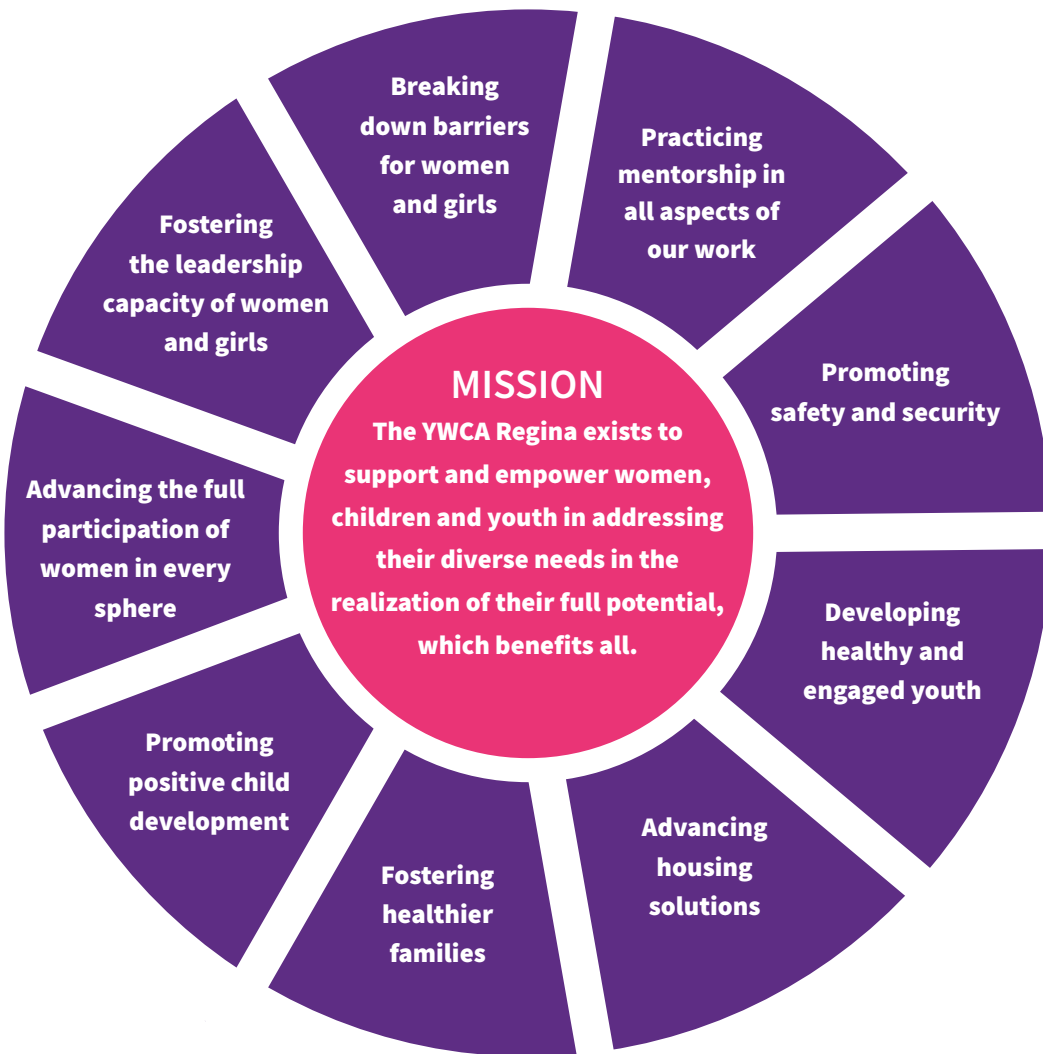 Breaking
down barriers
for women
and girls
Practicing
mentorship in
all aspects of
our work
Promoting
safety and security
Developing
healthy and
engaged youth
Advancing
housing
solutions
Fostering
healthier
families
Promoting
positive child
development
Advancing the full
participation of
women in every
sphere
Fostering
the leadership
capacity of women
and girls
MISSION
The YWCA Regina exists to
support and empower women,
children and youth in addressing
their diverse needs in the
realization of their full potential,
which benefits all.